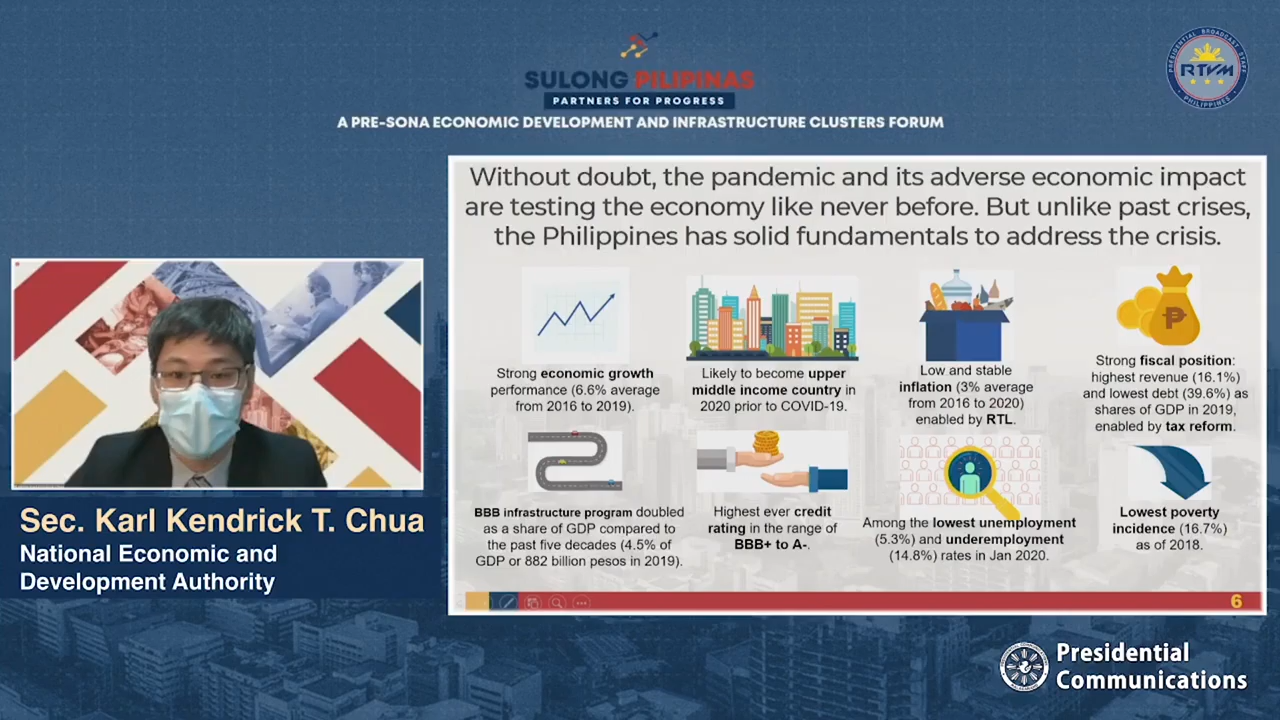 SULONG PILIPINAS
PARTNERS FOR PROGRESS
A PRE-SONA ECONOMIC DEVELOPMENT AND INFRASTRUCTURE CLUSTERS FORUM
PRESIDENTIAL BROADCAST STAFF
RTVM
PHILIPPINES
Without doubt, the pandemic and its adverse economic impact
are testing the economy like never before. But unlike past crises,
the Philippines has solid fundamentals to address the crisis.
Strong economic growth
performance (6.6% average
from 2016 to 2019).
Likely to become upper
middle income country in
2020 prior to COVID-19.
Low and stable
inflation (3% average
from 2016 to 2020)
enabled by RTL.
₱
Strong fiscal position:
highest revenue (16.1%)
and lowest debt (39.6%) as
shares of GDP in 2019,
enabled by tax reform.
BBB infrastructure program doubled
as a share of GDP compared to
the past five decades (4.5% of
GDP or 882 billion pesos in 2019).
Highest ever credit
rating in the range of
BBB+ to A-.
Among the lowest unemployment
(5.3%) and underemployment
(14.8%) rates in Jan 2020.
Lowest poverty
incidence (16.7%)
as of 2018.
6
Sec. Karl Kendrick T. Chua
National Economic and
Development Authority
Presidential
Communications